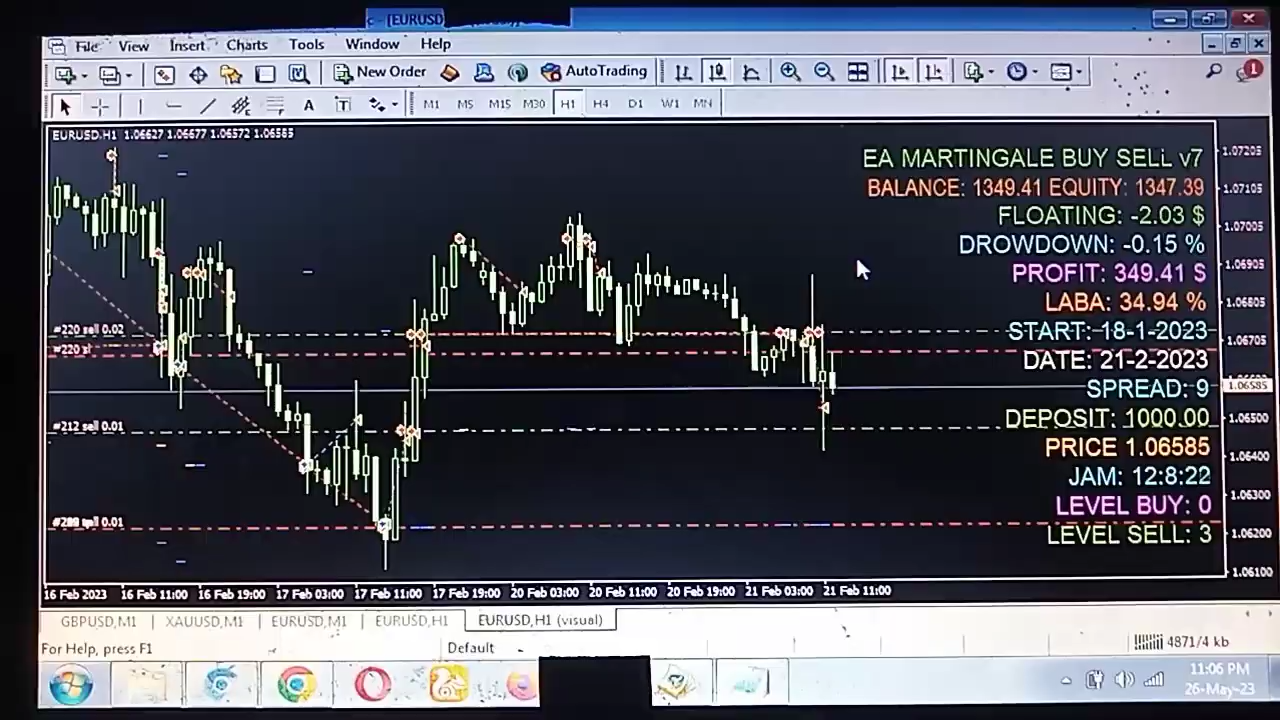 c - [EURUSD
File View Insert Charts Tools Window Help
New Order AutoTrading 1
A T M1 M5 M15 M30 H1 H4 D1 W1 MN
EURUSD,H1 1.06627 1.06677 1.06572 1.06585
EA MARTINGALE BUY SELL v7
BALANCE: 1349.41 EQUITY: 1347.39
FLOATING: -2.03 $
DROWDOWN: -0.15 %
PROFIT: 349.41 $
LABA: 34.94 %
START: 18-1-2023
DATE: 21-2-2023
SPREAD: 9
DEPOSIT: 1000.00
PRICE 1.06585
JAM: 12:8:22
LEVEL BUY: 0
LEVEL SELL: 3
#220 sell 0.02
#220 sl
#212 sell 0.01
sell 0.01
1.07205
1.07105
1.07005
1.06905
1.06805
1.06705
1.06585
1.06500
1.06400
1.06300
1.06200
1.06100
16 Feb 2023 16 Feb 11:00 16 Feb 19:00 17 Feb 03:00 17 Feb 11:00 17 Feb 19:00 20 Feb 03:00 20 Feb 11:00 20 Feb 19:00 21 Feb 03:00 21 Feb 11:00
GBPUSD,M1 XAUUSD,M1 EURUSD,M1 EURUSD,H1 EURUSD,H1 (visual)
For Help, press F1 Default 4871/4 kb
11:06 PM
26-May-23